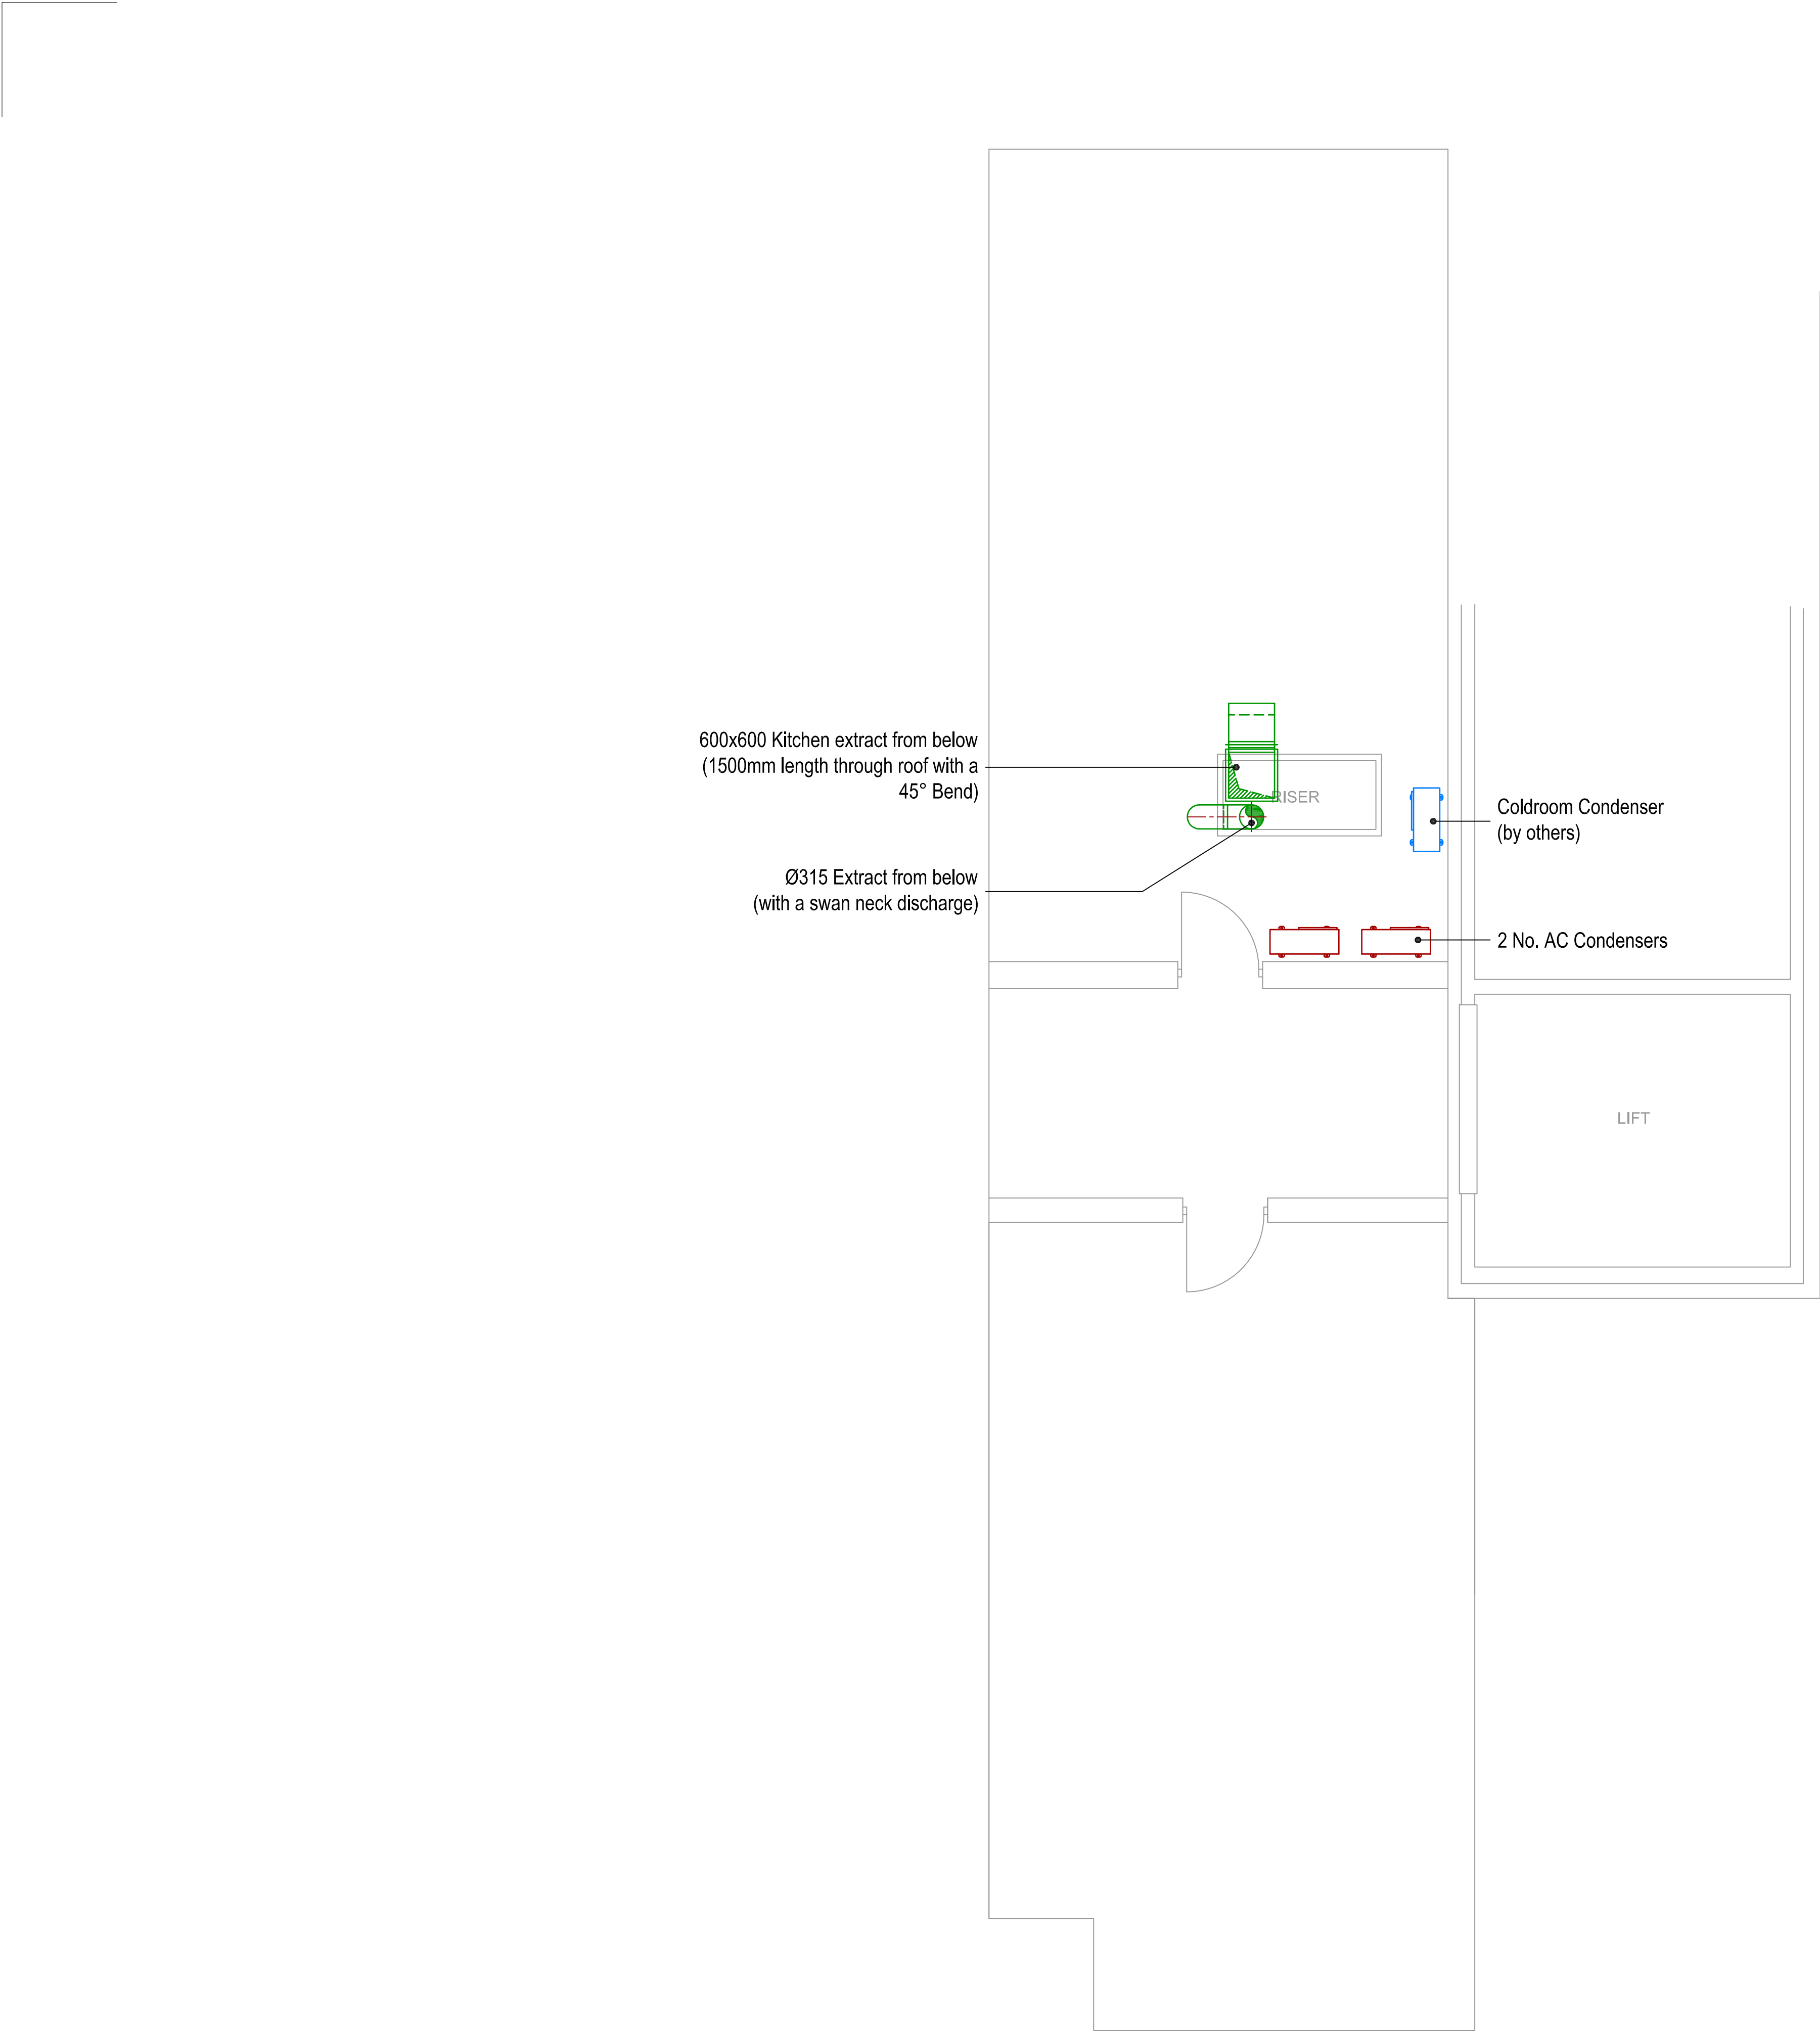 600x600 Kitchen extract from below
(1500mm length through roof with a
45° Bend)
RISER
Coldroom Condenser
(by others)
Ø315 Extract from below
(with a swan neck discharge)
2 No. AC Condensers
LIFT